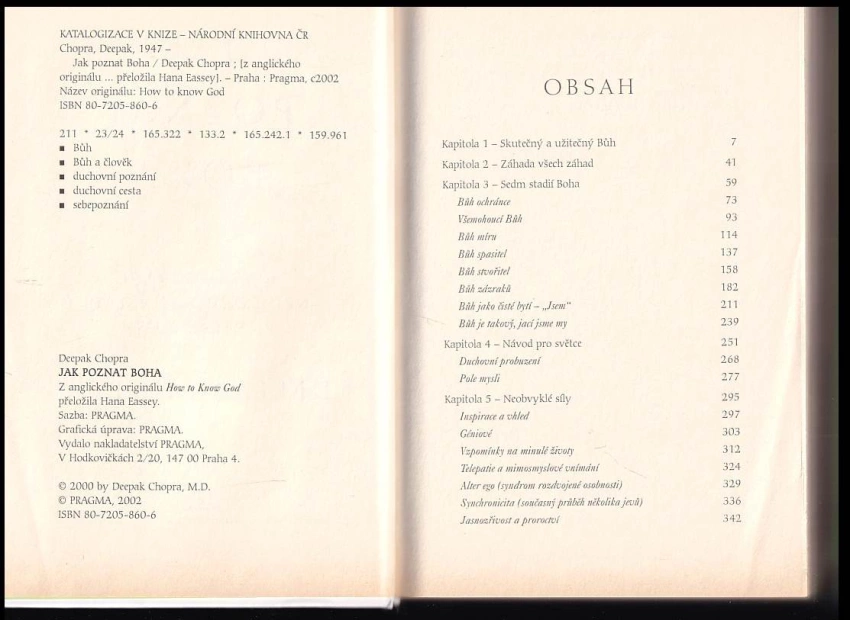 KATALOGIZACE V KNIZE – NÁRODNÍ KNIHOVNA ČR
Chopra, Deepak, 1947 –
Jak poznat Boha / Deepak Chopra ; [z anglického
originálu ... přeložila Hana Eassey]. – Praha : Pragma, c2002
Název originálu: How to know God
ISBN 80-7205-860-6
211 * 23/24 * 165.322 * 133.2 * 165.242.1 * 159.961
■ Bůh
■ Bůh a člověk
■ duchovní poznání
■ duchovní cesta
■ sebepoznání
Deepak Chopra
JAK POZNAT BOHA
Z anglického originálu How to Know God
přeložila Hana Eassey.
Sazba: PRAGMA.
Grafická úprava: PRAGMA.
Vydalo nakladatelství PRAGMA,
V Hodkovičkách 2/20, 147 00 Praha 4.
© 2000 by Deepak Chopra, M.D.
© PRAGMA, 2002
ISBN 80-7205-860-6
OBSAH
Kapitola 1 – Skutečný a užitečný Bůh 7
Kapitola 2 – Záhada všech záhad 41
Kapitola 3 – Sedm stadií Boha 59
Bůh ochránce 73
Všemohoucí Bůh 93
Bůh míru 114
Bůh spasitel 137
Bůh stvořitel 158
Bůh zázraků 182
Bůh jako čisté bytí – „Jsem“ 211
Bůh je takový, jací jsme my 239
Kapitola 4 – Návod pro světce 251
Duchovní probuzení 268
Pole mysli 277
Kapitola 5 – Neobvyklé síly 295
Inspirace a vhled 297
Géniové 303
Vzpomínky na minulé životy 312
Telepatie a mimosmyslové vnímání 324
Alter ego (syndrom rozdvojené osobnosti) 329
Synchronicita (současný průběh několika jevů) 336
Jasnozřivost a proroctví 342